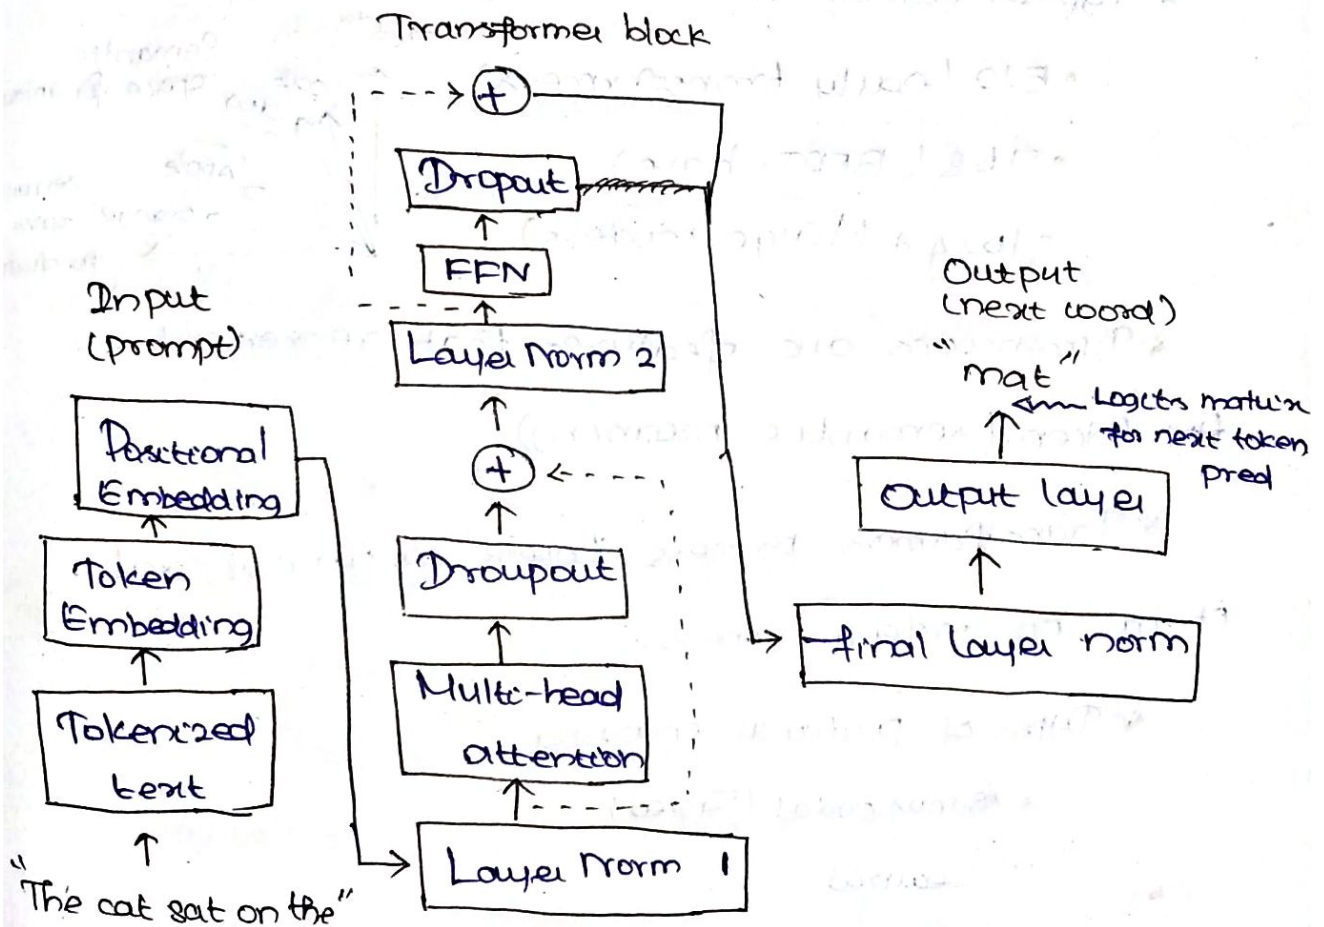 Transformer block
+
Dropout
FFN
Layer Norm 2
+
Droupout
Multi-head
attention
Layer Norm 1
Input
(prompt)
Positional
Embedding
Token
Embedding
Tokenized
text
"The cat sat on the"
Output
(next word)
"mat"
Logits matrix
for next token
pred
Output layer
final layer norm